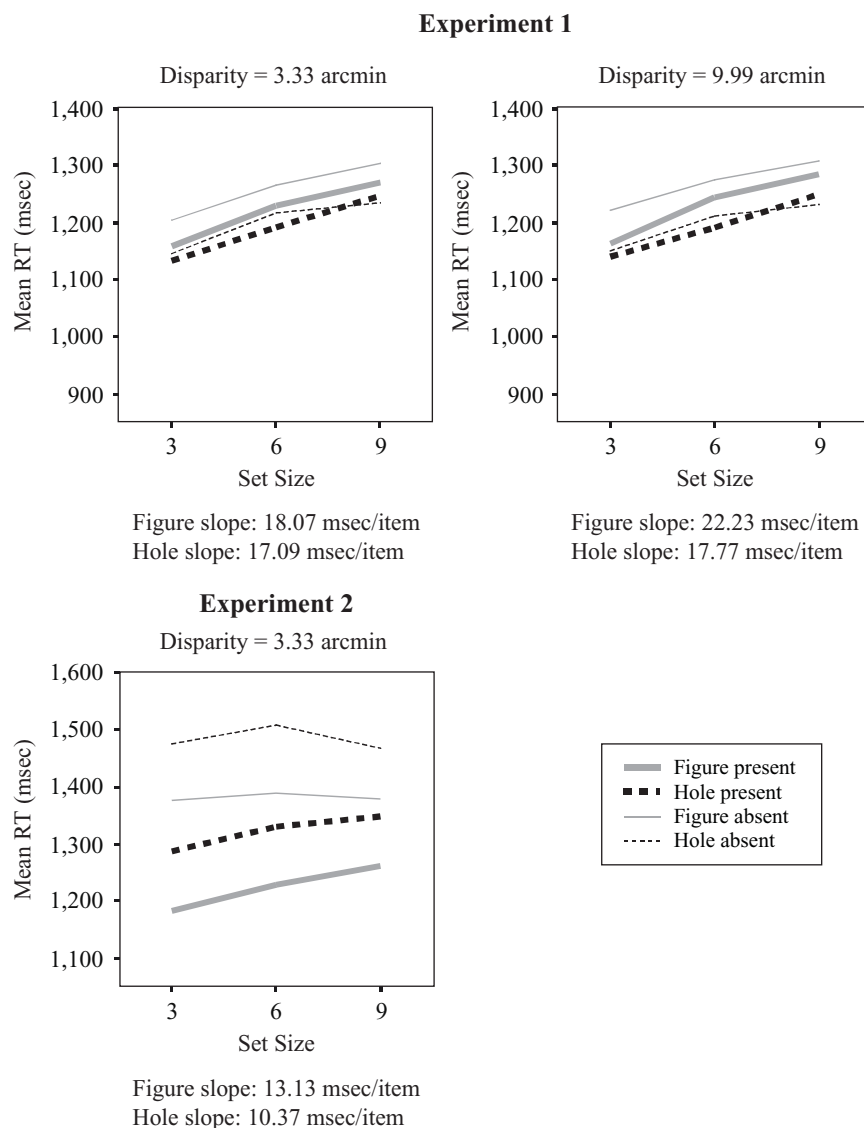 Experiment 1
Disparity = 3.33 arcmin
1,400
1,300
1,200
1,100
1,000
900
Mean RT (msec)
3 6 9
Set Size
Figure slope: 18.07 msec/item
Hole slope: 17.09 msec/item
Disparity = 9.99 arcmin
1,400
1,300
1,200
1,100
1,000
900
Mean RT (msec)
3 6 9
Set Size
Figure slope: 22.23 msec/item
Hole slope: 17.77 msec/item
Experiment 2
Disparity = 3.33 arcmin
1,600
1,500
1,400
1,300
1,200
1,100
Mean RT (msec)
3 6 9
Set Size
Figure slope: 13.13 msec/item
Hole slope: 10.37 msec/item
Figure present
Hole present
Figure absent
Hole absent